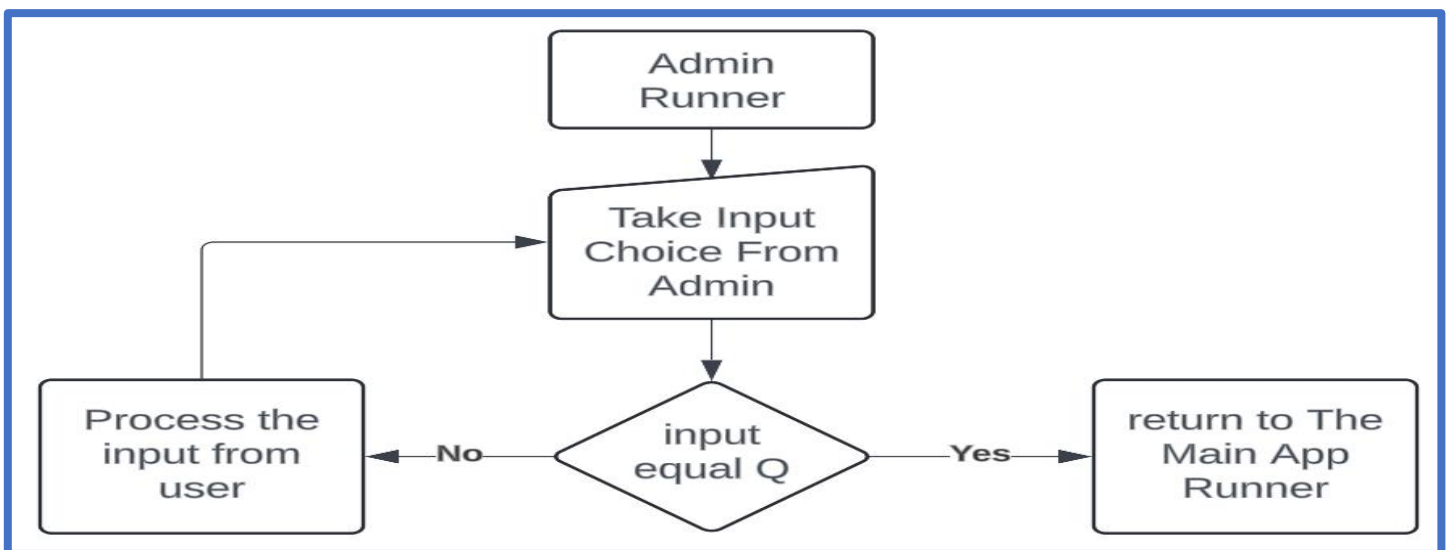 Admin
Runner
Take Input
Choice From
Admin
Process the
input from
user
No
input
equal Q
Yes
return to The
Main App
Runner